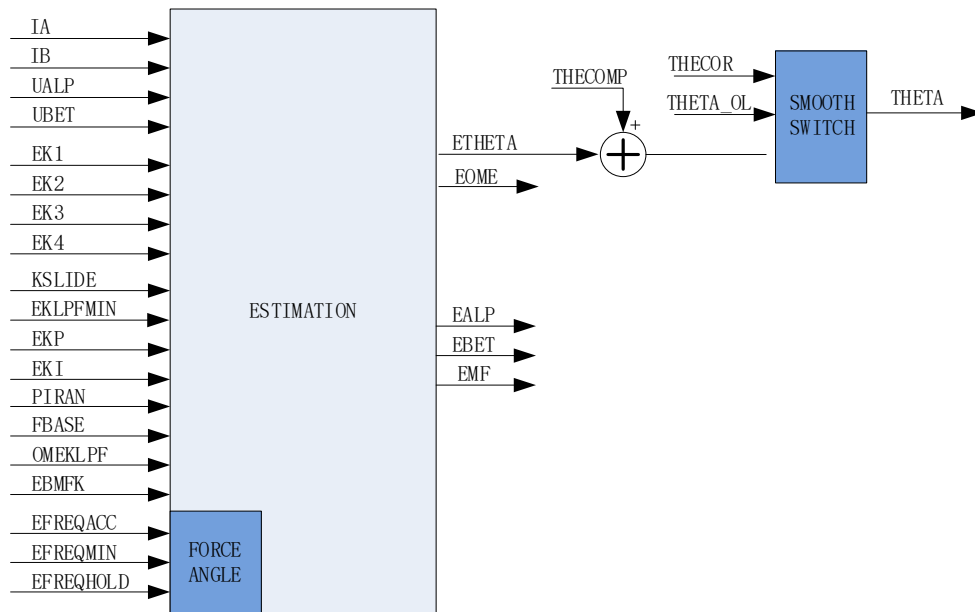 IA
IB
UALP
UBET
EK1
EK2
EK3
EK4
KSLIDE
EKLPFMIN
EKP
EKI
PIRAN
FBASE
OMEKLPF
EBMFK
EFREQACC
EFREQMIN
EFREQHOLD
FORCE
ANGLE
ESTIMATION
ETHETA
EOME
EALP
EBET
EMF
THECOMP
+
THECOR
THETA_OL
SMOOTH
SWITCH
THETA